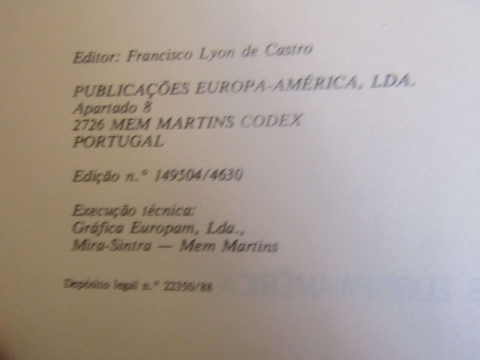 Editor: Francisco Lyon de Castro
PUBLICAÇÕES EUROPA-AMÉRICA, LDA.
Apartado 8
2726 MEM MARTINS CODEX
PORTUGAL
Edição n.º 149504/4630
Execução técnica:
Gráfica Europam, Lda.,
Mira-Sintra — Mem Martins
Depósito legal n.º 22350/88